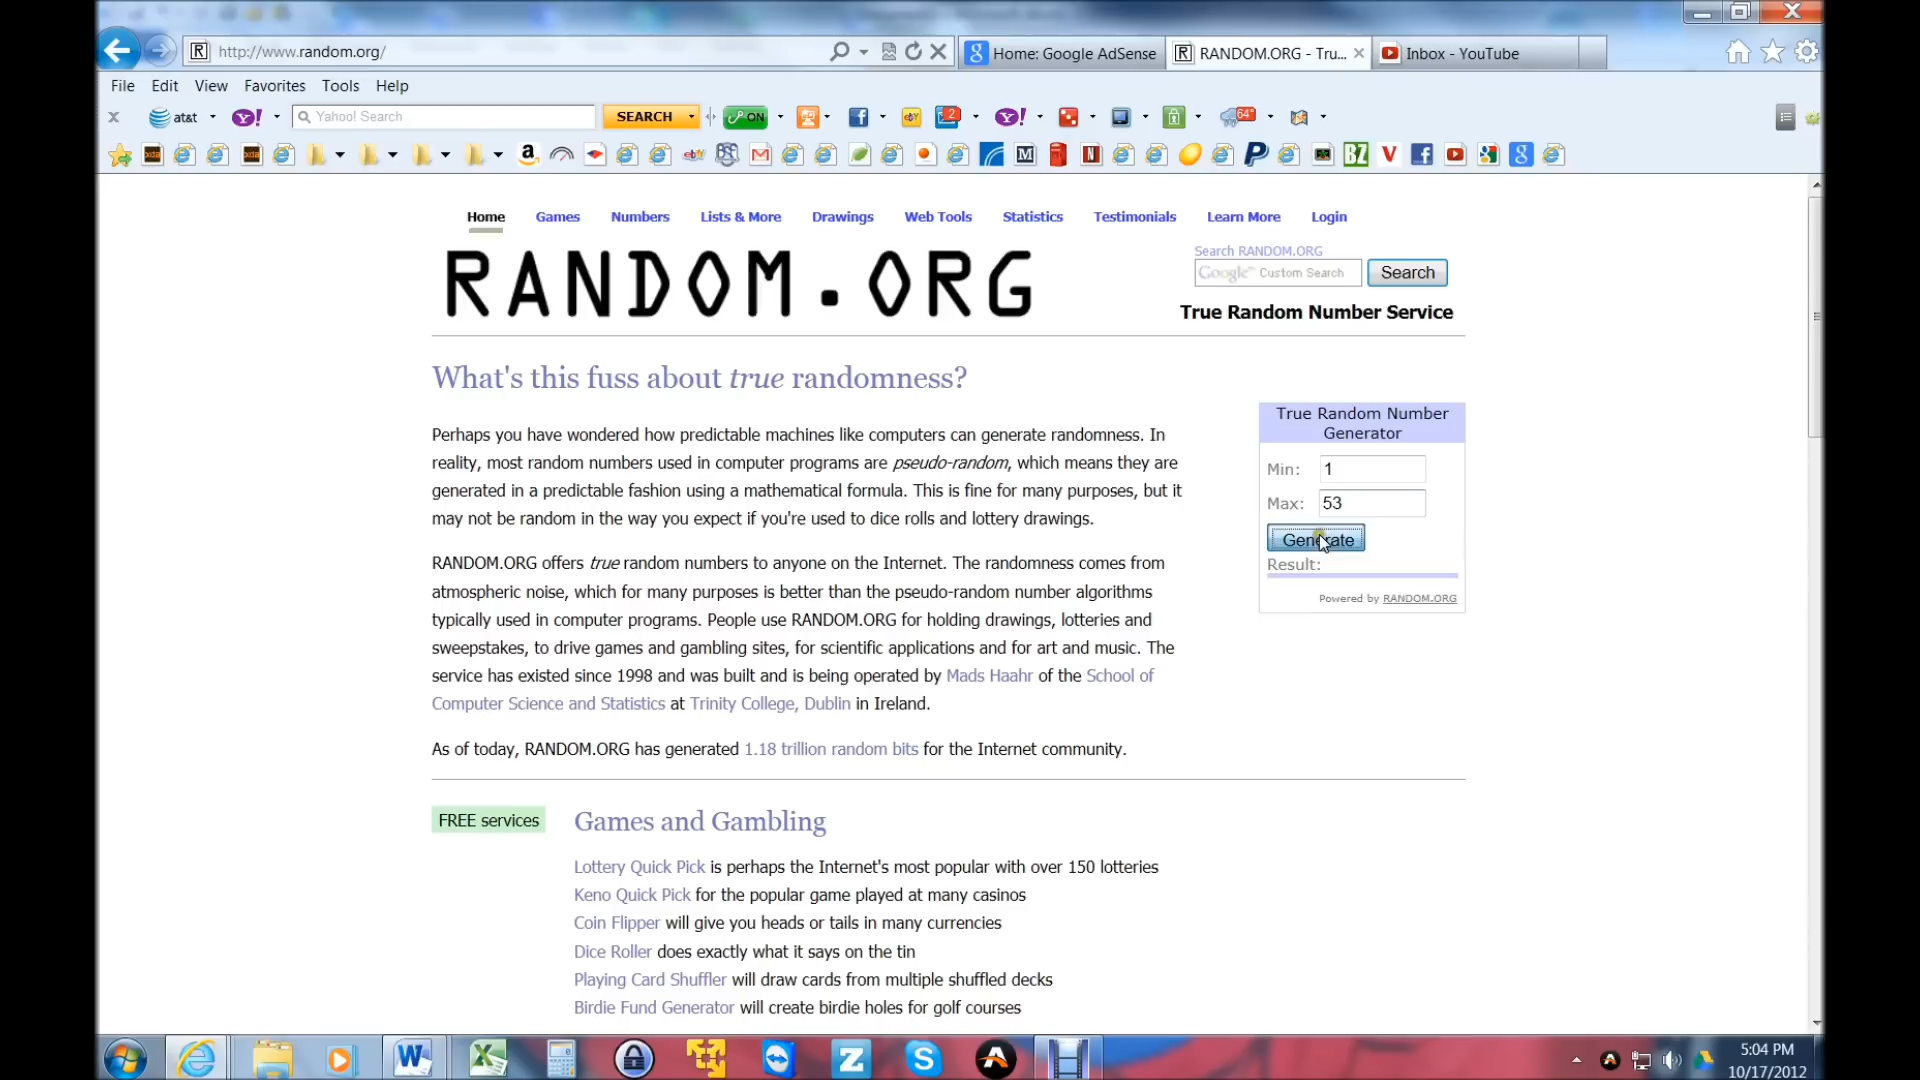 http://www.random.org/
Home: Google AdSense
RANDOM.ORG - Tru...
Inbox - YouTube
File Edit View Favorites Tools Help
at&t
Yahoo! Search
SEARCH
ON
2
64°
Home Games Numbers Lists & More Drawings Web Tools Statistics Testimonials Learn More Login
RANDOM.ORG
Search RANDOM.ORG
Google™ Custom Search
Search
True Random Number Service
What's this fuss about true randomness?
Perhaps you have wondered how predictable machines like computers can generate randomness. In
reality, most random numbers used in computer programs are pseudo-random, which means they are
generated in a predictable fashion using a mathematical formula. This is fine for many purposes, but it
may not be random in the way you expect if you're used to dice rolls and lottery drawings.
RANDOM.ORG offers true random numbers to anyone on the Internet. The randomness comes from
atmospheric noise, which for many purposes is better than the pseudo-random number algorithms
typically used in computer programs. People use RANDOM.ORG for holding drawings, lotteries and
sweepstakes, to drive games and gambling sites, for scientific applications and for art and music. The
service has existed since 1998 and was built and is being operated by Mads Haahr of the School of
Computer Science and Statistics at Trinity College, Dublin in Ireland.
As of today, RANDOM.ORG has generated 1.18 trillion random bits for the Internet community.
True Random Number
Generator
Min: 1
Max: 53
Generate
Result:
Powered by RANDOM.ORG
FREE services
Games and Gambling
Lottery Quick Pick is perhaps the Internet's most popular with over 150 lotteries
Keno Quick Pick for the popular game played at many casinos
Coin Flipper will give you heads or tails in many currencies
Dice Roller does exactly what it says on the tin
Playing Card Shuffler will draw cards from multiple shuffled decks
Birdie Fund Generator will create birdie holes for golf courses
5:04 PM
10/17/2012